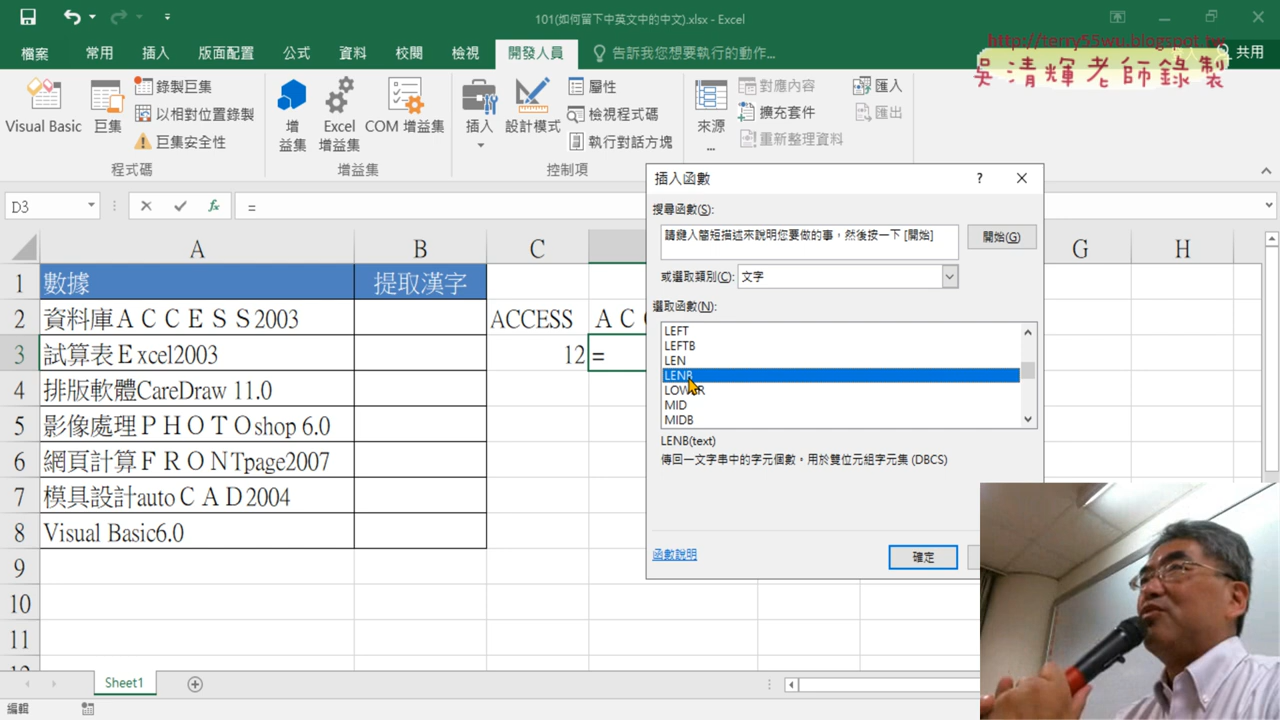 101(如何留下中英文中的中文).xlsx - Excel
http://terry55wu.blogspot.tw
吳清輝老師錄製
檔案 常用 插入 版面配置 公式 資料 校閱 檢視 開發人員 告訴我您想要執行的動作... 共用
Visual Basic
巨集
錄製巨集
以相對位置錄製
巨集安全性
程式碼
增益集
Excel 增益集
COM 增益集
增益集
插入
設計模式
屬性
檢視程式碼
執行對話方塊
控制項
來源
...
對應內容
擴充套件
重新整理資料
匯入
匯出
D3 =
A B C G H
1 數據 提取漢字
2 資料庫ＡＣＣＥＳＳ2003 ACCESS ＡＣ
3 試算表Ｅxcel2003 12 =
4 排版軟體CareDraw 11.0
5 影像處理ＰＨＯＴＯshop 6.0
6 網頁計算ＦＲＯＮＴpage2007
7 模具設計autoＣＡＤ2004
8 Visual Basic6.0
9
10
11
插入函數 ?
搜尋函數(S):
請鍵入簡短描述來說明您要做的事，然後按一下 [開始]
開始(G)
或選取類別(C): 文字
選取函數(N):
LEFT
LEFTB
LEN
LENB
LOWER
MID
MIDB
LENB(text)
傳回一文字串中的字元個數。用於雙位元組字元集 (DBCS)
函數說明
確定
Sheet1
編輯